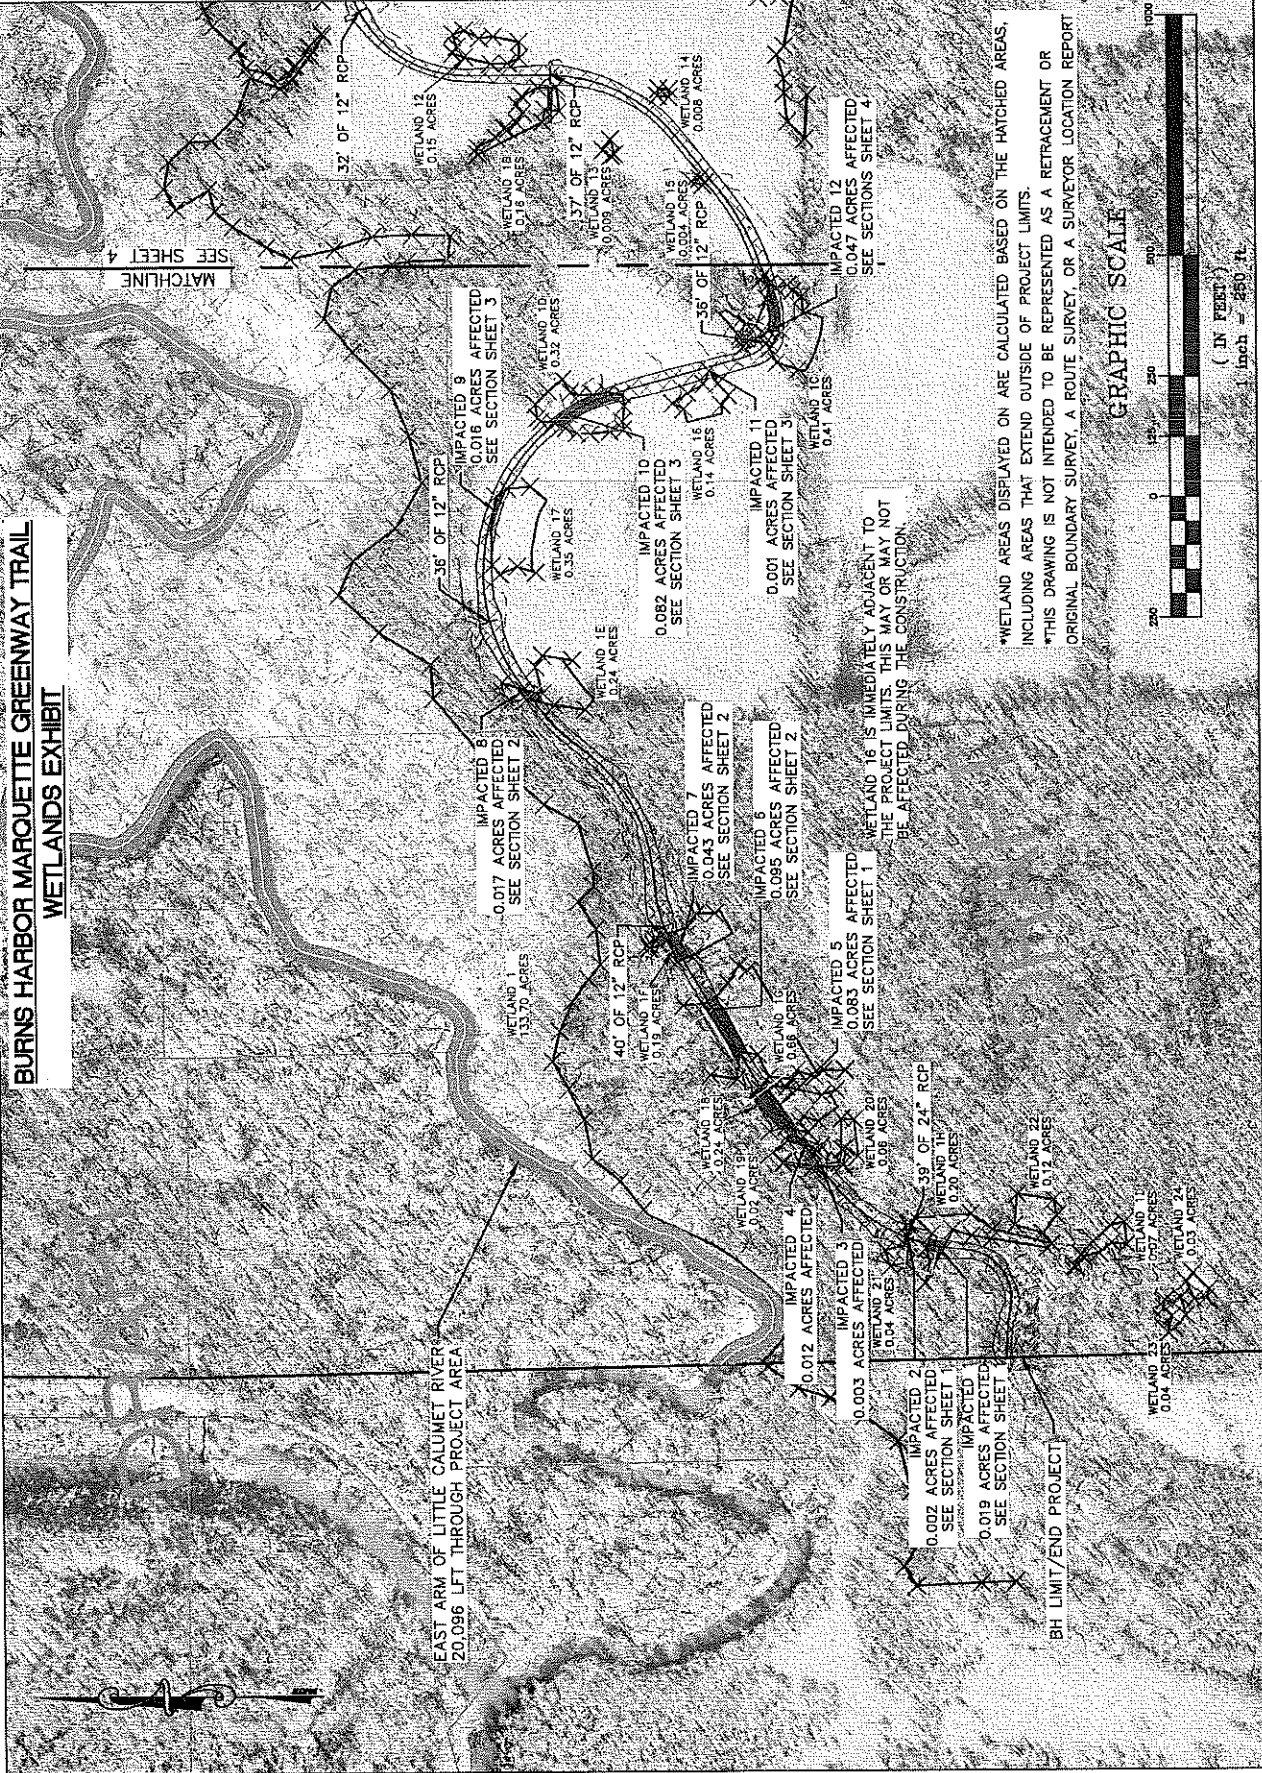 BURNS HARBOR MARQUETTE GREENWAY TRAIL
WETLANDS EXHIBIT
MATCHLINE
SEE SHEET 4
EAST ARM OF LITTLE CALUMET RIVER
20,096 LFT THROUGH PROJECT AREA
WETLAND 1
133.70 ACRES
32' OF 12" RCP
WETLAND 12
0.15 ACRES
WETLAND 18
0.16 ACRES
37' OF 12" RCP
WETLAND 13
0.009 ACRES
WETLAND 14
0.008 ACRES
WETLAND 15
0.004 ACRES
36' OF 12" RCP
IMPACTED 12
0.047 ACRES AFFECTED
SEE SECTIONS SHEET 4
IMPACTED 9
0.016 ACRES AFFECTED
SEE SECTION SHEET 3
WETLAND 1D
0.32 ACRES
36' OF 12" RCP
WETLAND 17
0.35 ACRES
IMPACTED 10
0.082 ACRES AFFECTED
SEE SECTION SHEET 3
WETLAND 16
0.14 ACRES
IMPACTED 11
0.001 ACRES AFFECTED
SEE SECTION SHEET 3
WETLAND 1C
0.41 ACRES
WETLAND 1E
0.24 ACRES
IMPACTED 8
0.017 ACRES AFFECTED
SEE SECTION SHEET 2
WETLAND 16 IS IMMEDIATELY ADJACENT TO
THE PROJECT LIMITS. THIS MAY OR MAY NOT
BE AFFECTED DURING THE CONSTRUCTION.
IMPACTED 7
0.043 ACRES AFFECTED
SEE SECTION SHEET 2
IMPACTED 6
0.095 ACRES AFFECTED
SEE SECTION SHEET 2
40' OF 12" RCP
WETLAND 1F
0.19 ACRES
WETLAND 1G
0.66 ACRES
IMPACTED 5
0.083 ACRES AFFECTED
SEE SECTION SHEET 1
WETLAND 18
0.24 ACRES
WETLAND 19
0.02 ACRES
WETLAND 20
0.06 ACRES
IMPACTED 4
0.012 ACRES AFFECTED
IMPACTED 3
0.003 ACRES AFFECTED
WETLAND 21
0.04 ACRES
39' OF 24" RCP
WETLAND 1H
0.20 ACRES
WETLAND 22
0.12 ACRES
IMPACTED 2
0.002 ACRES AFFECTED
SEE SECTION SHEET 1
IMPACTED
0.019 ACRES AFFECTED
SEE SECTION SHEET 1
BH LIMIT/END PROJECT
0.07 ACRES
WETLAND 24
0.03 ACRES
WETLAND 23
0.04 ACRES
*WETLAND AREAS DISPLAYED ON ARE CALCULATED BASED ON THE HATCHED AREAS,
INCLUDING AREAS THAT EXTEND OUTSIDE OF PROJECT LIMITS.
*THIS DRAWING IS NOT INTENDED TO BE REPRESENTED AS A RETRACEMENT OR
ORIGINAL BOUNDARY SURVEY, A ROUTE SURVEY, OR A SURVEYOR LOCATION REPORT
GRAPHIC SCALE
250 0 125 250 500 1000
( IN FEET )
1 inch = 250 ft.